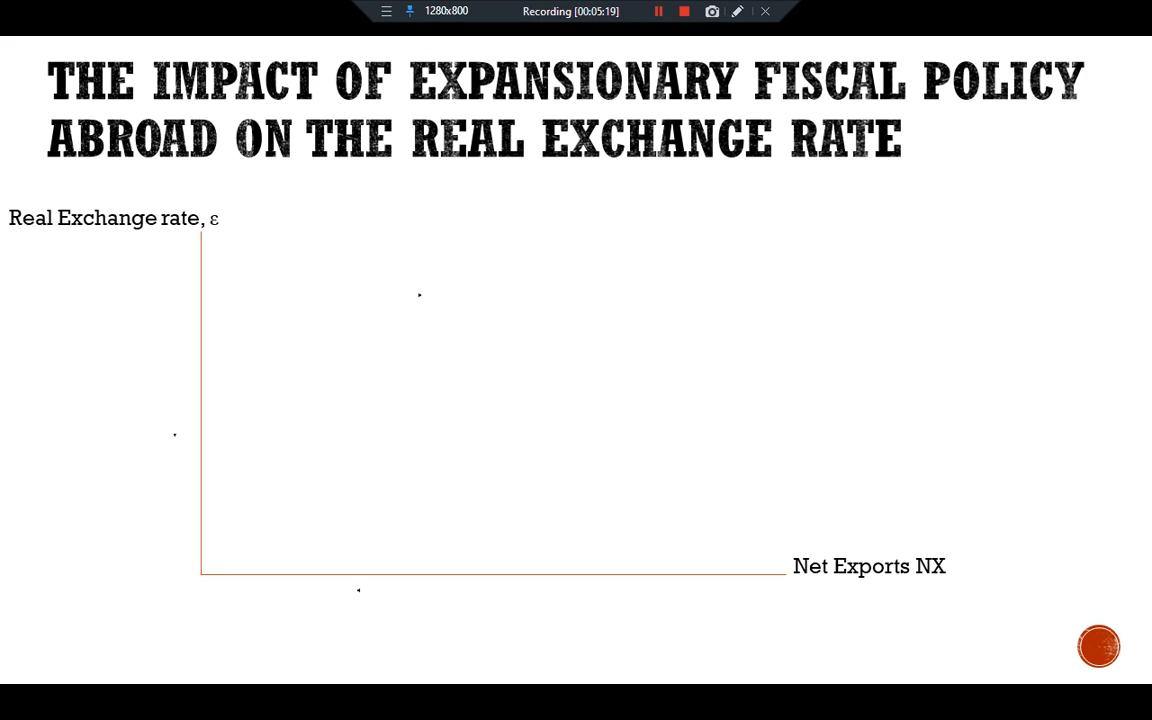 1280x800
Recording [00:05:19]
THE IMPACT OF EXPANSIONARY FISCAL POLICY
ABROAD ON THE REAL EXCHANGE RATE
Real Exchange rate, ε
Net Exports NX